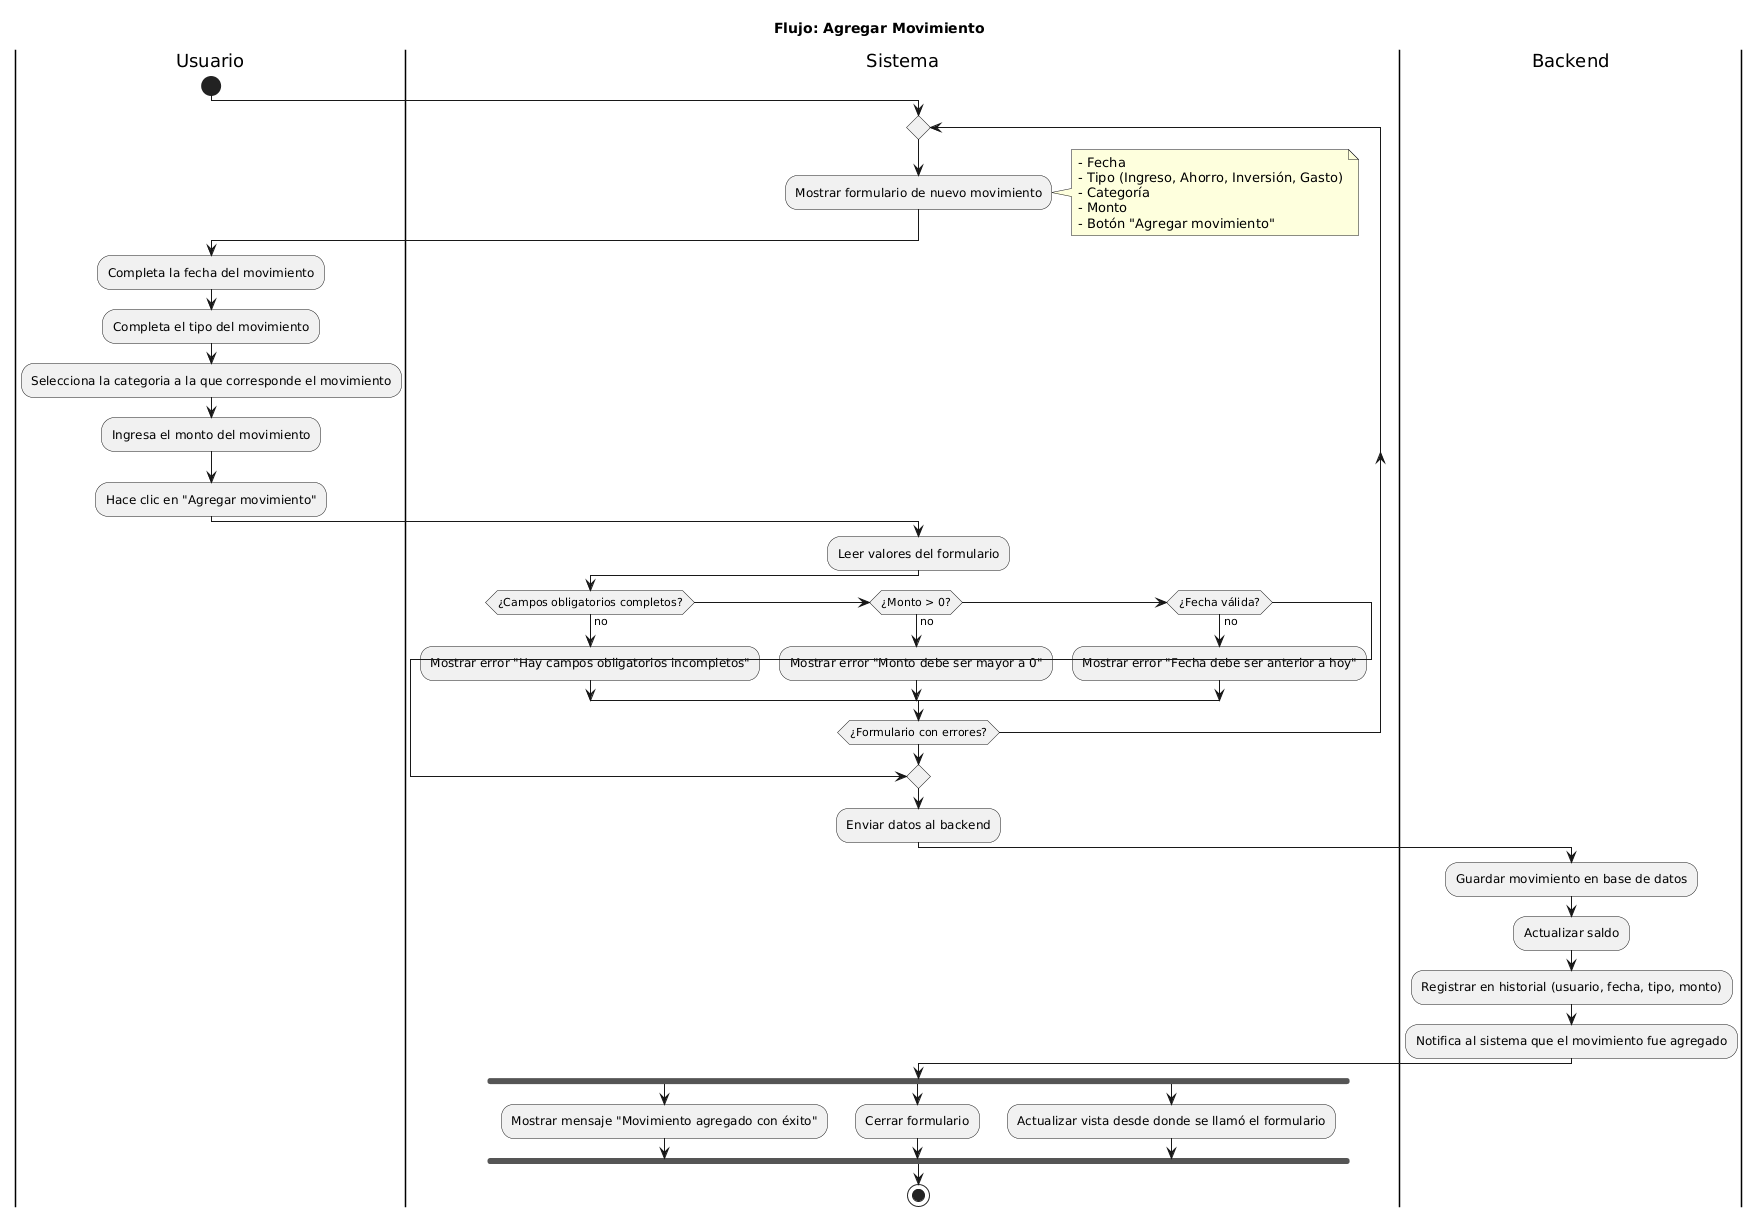 Flujo: Agregar Movimiento
Usuario
Sistema
Backend
Mostrar formulario de nuevo movimiento
- Fecha
- Tipo (Ingreso, Ahorro, Inversión, Gasto)
- Categoría
- Monto
- Botón "Agregar movimiento"
Completa la fecha del movimiento
Completa el tipo del movimiento
Selecciona la categoria a la que corresponde el movimiento
Ingresa el monto del movimiento
Hace clic en "Agregar movimiento"
Leer valores del formulario
¿Campos obligatorios completos?
¿Monto > 0?
¿Fecha válida?
no
no
no
Mostrar error "Hay campos obligatorios incompletos"
Mostrar error "Monto debe ser mayor a 0"
Mostrar error "Fecha debe ser anterior a hoy"
¿Formulario con errores?
Enviar datos al backend
Guardar movimiento en base de datos
Actualizar saldo
Registrar en historial (usuario, fecha, tipo, monto)
Notifica al sistema que el movimiento fue agregado
Mostrar mensaje "Movimiento agregado con éxito"
Cerrar formulario
Actualizar vista desde donde se llamó el formulario